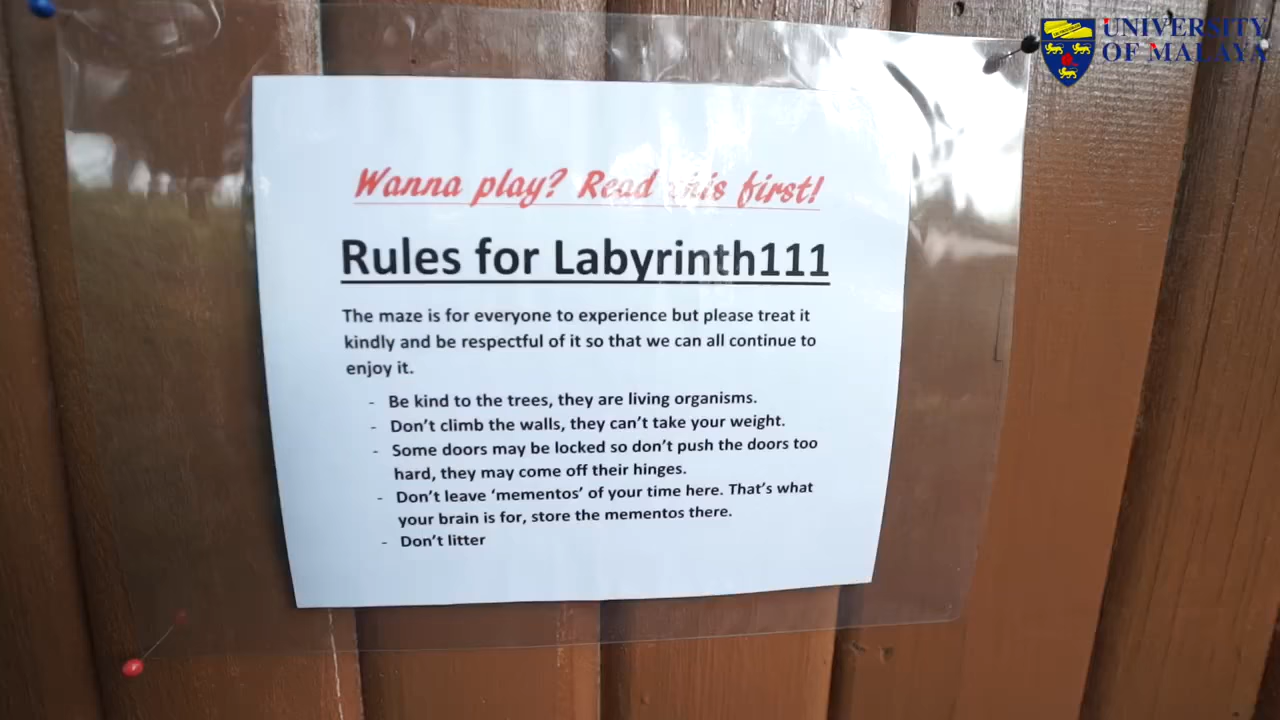 UNIVERSITY
OF MALAYA
Wanna play? Read this first!
Rules for Labyrinth111
The maze is for everyone to experience but please treat it
kindly and be respectful of it so that we can all continue to
enjoy it.
- Be kind to the trees, they are living organisms.
- Don't climb the walls, they can't take your weight.
- Some doors may be locked so don't push the doors too
hard, they may come off their hinges.
- Don't leave 'mementos' of your time here. That's what
your brain is for, store the mementos there.
- Don't litter